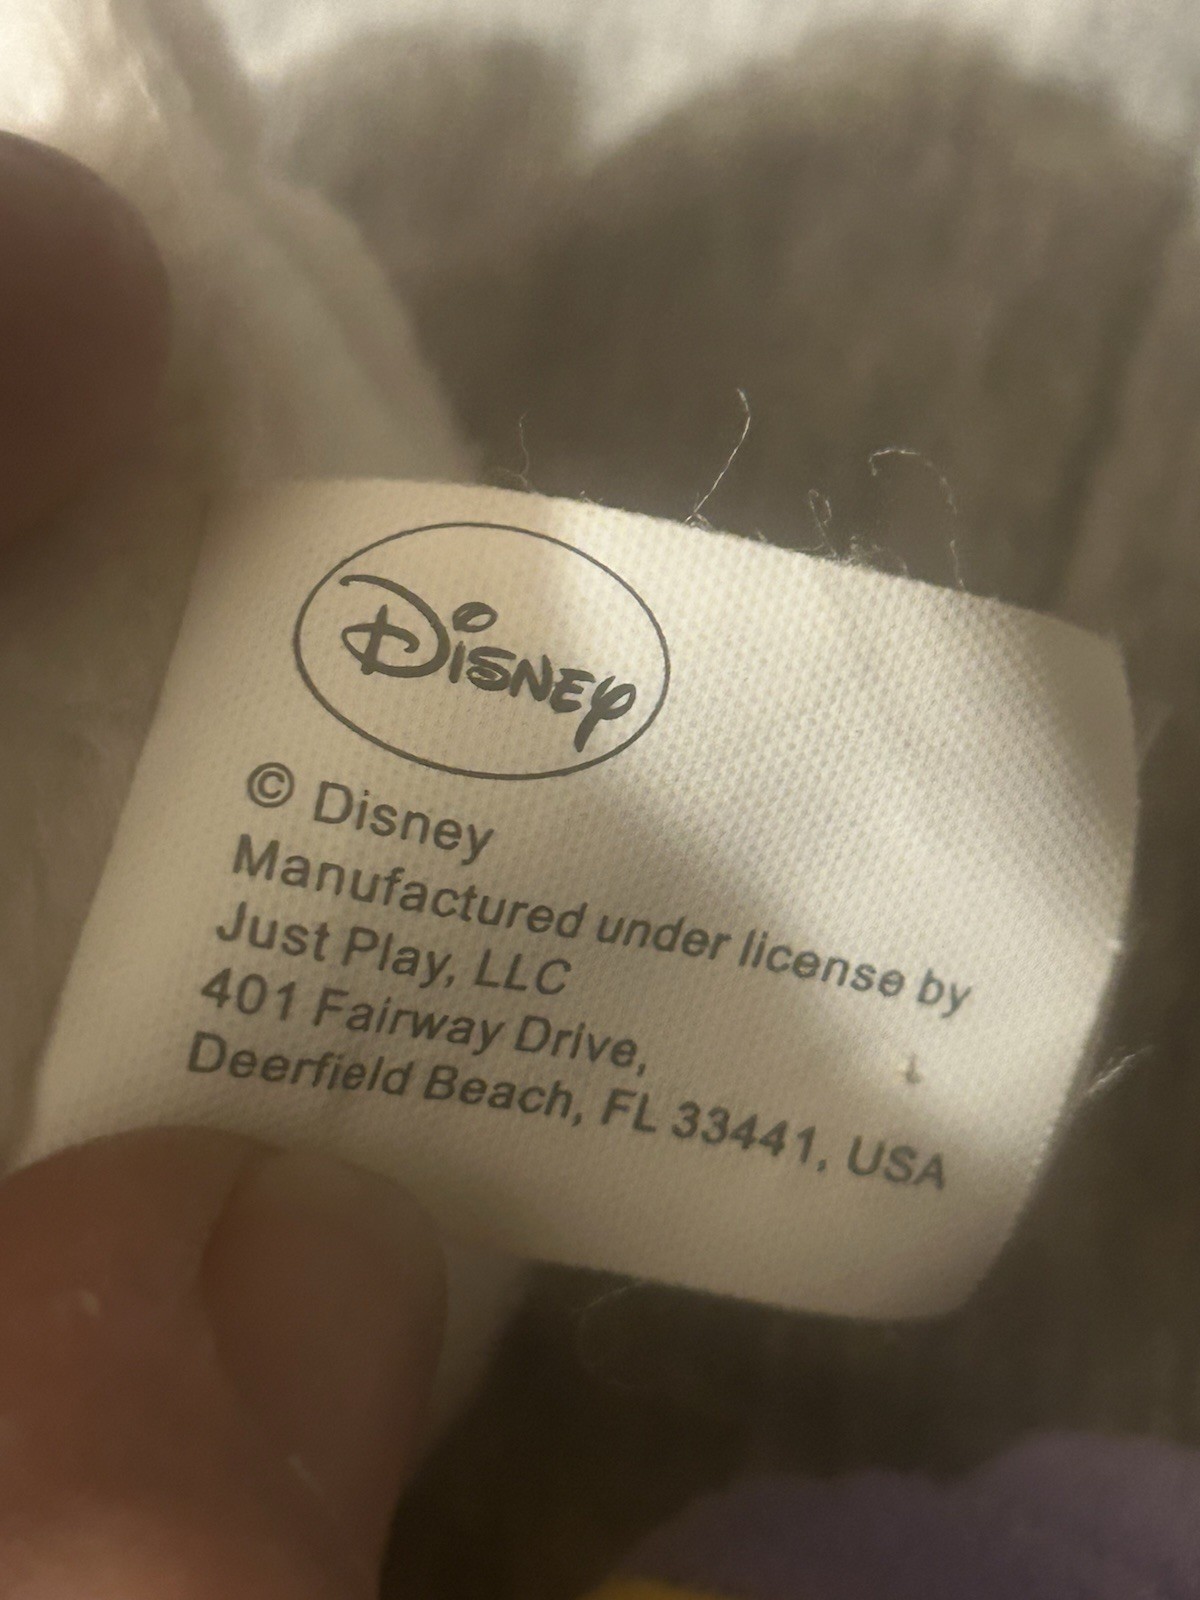 Disney
© Disney
Manufactured under license by
Just Play, LLC
401 Fairway Drive,
Deerfield Beach, FL 33441, USA